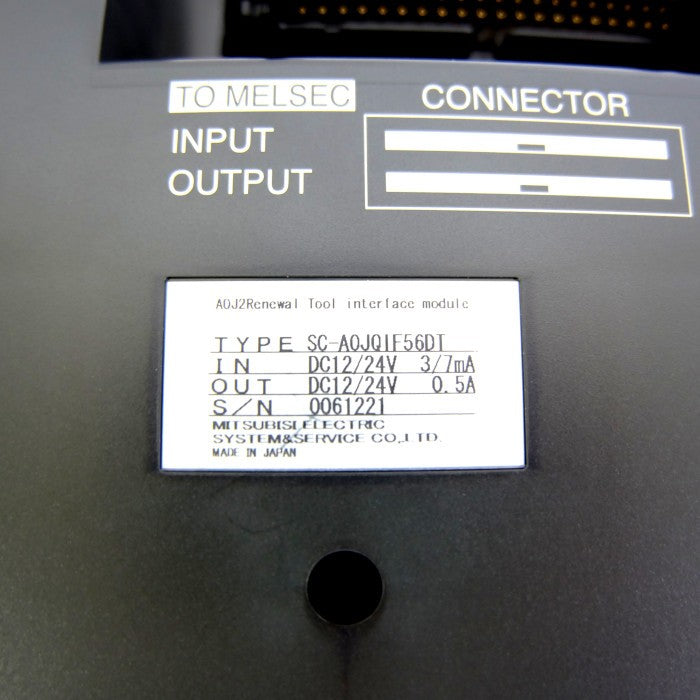 TO MELSEC CONNECTOR
INPUT
OUTPUT
A0J2Renewal Tool interface module
TYPE SC-A0JQIF56DT
IN DC12/24V 3/7mA
OUT DC12/24V 0.5A
S/N 0061221
MITSUBISI ELECTRIC
SYSTEM&SERVICE CO.,LTD.
MADE IN JAPAN